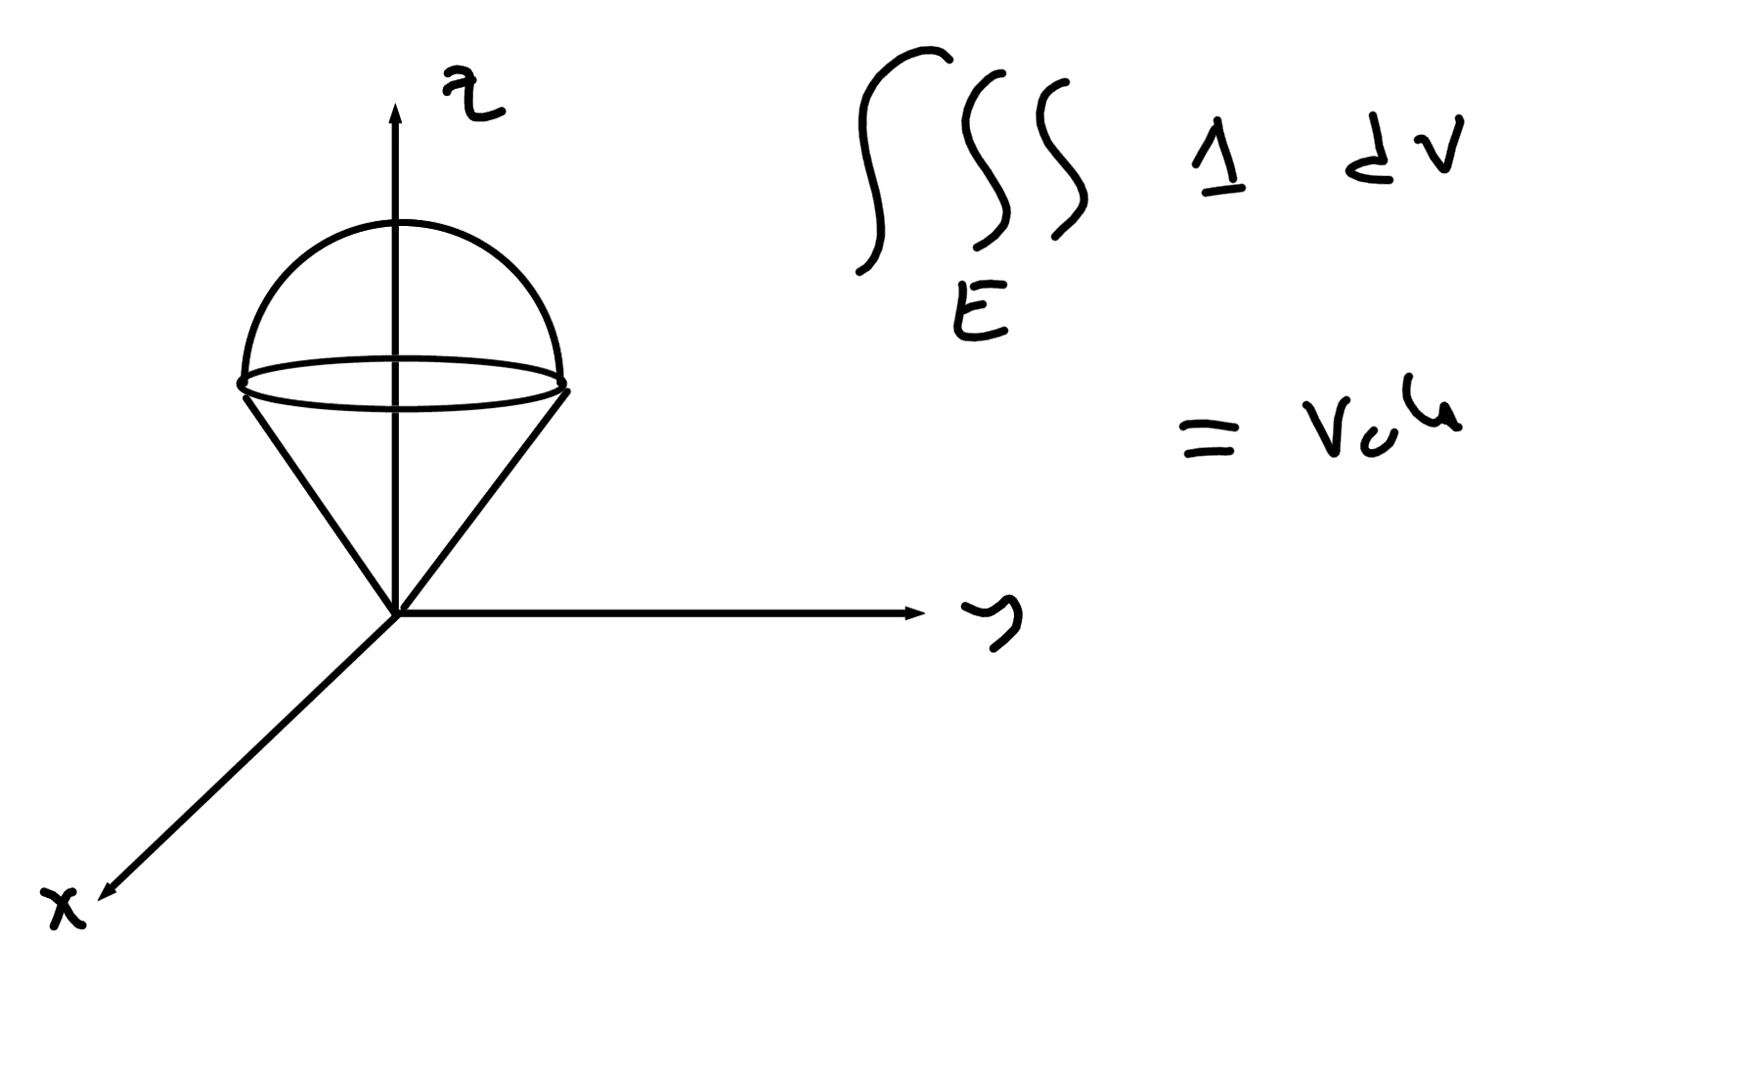 z
∫∫∫ 1 dV
E
= Vol
y
x